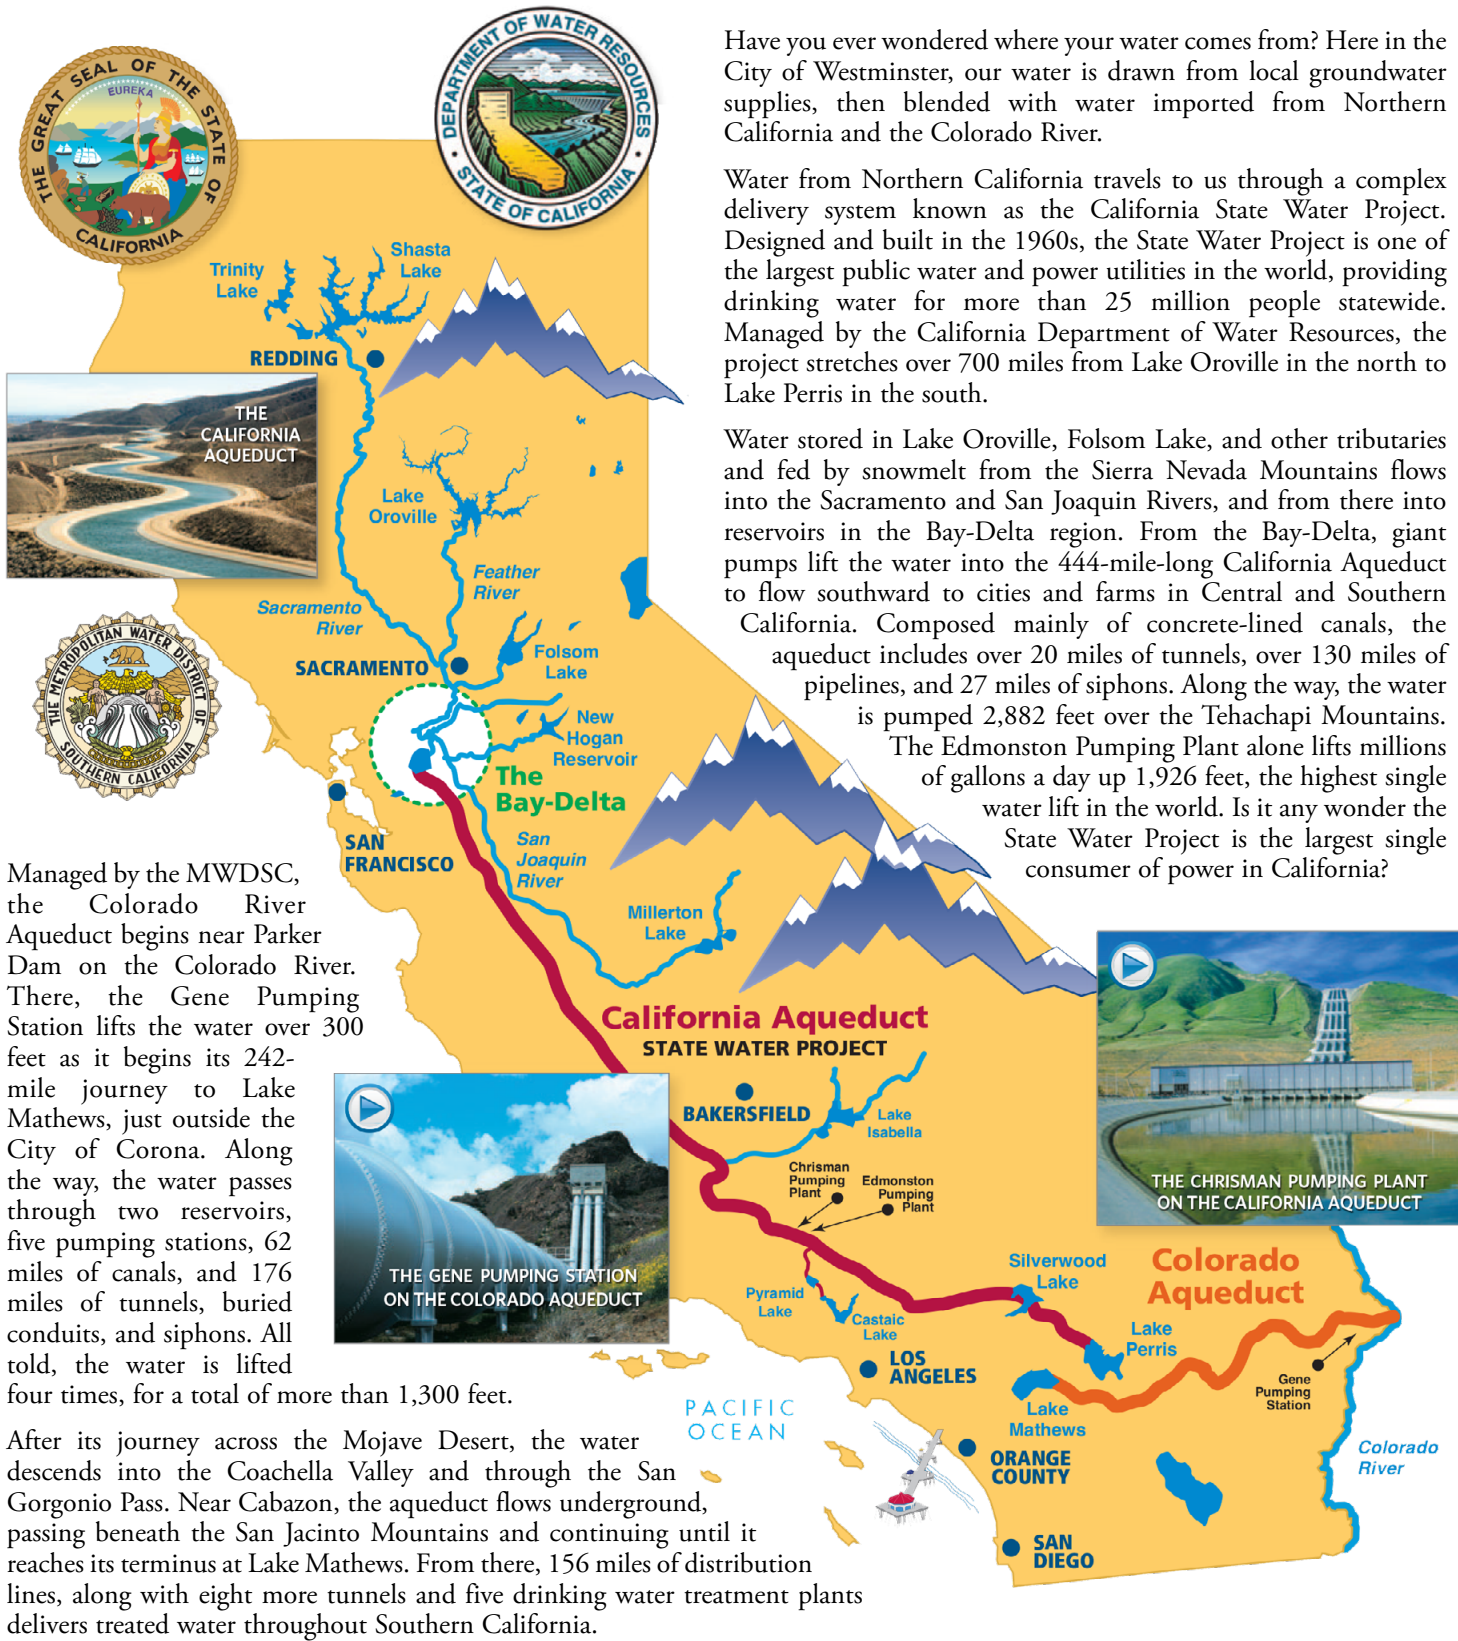 THE GREAT SEAL OF THE STATE OF CALIFORNIA
EUREKA
DEPARTMENT OF WATER RESOURCES
STATE OF CALIFORNIA
Have you ever wondered where your water comes from? Here in the
City of Westminster, our water is drawn from local groundwater
supplies, then blended with water imported from Northern
California and the Colorado River.
Water from Northern California travels to us through a complex
delivery system known as the California State Water Project.
Designed and built in the 1960s, the State Water Project is one of
the largest public water and power utilities in the world, providing
drinking water for more than 25 million people statewide.
Managed by the California Department of Water Resources, the
project stretches over 700 miles from Lake Oroville in the north to
Lake Perris in the south.
Water stored in Lake Oroville, Folsom Lake, and other tributaries
and fed by snowmelt from the Sierra Nevada Mountains flows
into the Sacramento and San Joaquin Rivers, and from there into
reservoirs in the Bay-Delta region. From the Bay-Delta, giant
pumps lift the water into the 444-mile-long California Aqueduct
to flow southward to cities and farms in Central and Southern
California. Composed mainly of concrete-lined canals, the
aqueduct includes over 20 miles of tunnels, over 130 miles of
pipelines, and 27 miles of siphons. Along the way, the water
is pumped 2,882 feet over the Tehachapi Mountains.
The Edmonston Pumping Plant alone lifts millions
of gallons a day up 1,926 feet, the highest single
water lift in the world. Is it any wonder the
State Water Project is the largest single
consumer of power in California?
Trinity
Lake
Shasta
Lake
REDDING
THE
CALIFORNIA
AQUEDUCT
Lake
Oroville
Feather
River
Sacramento
River
SACRAMENTO
Folsom
Lake
THE METROPOLITAN WATER DISTRICT OF
SOUTHERN CALIFORNIA
New
Hogan
Reservoir
The
Bay-Delta
SAN
FRANCISCO
San
Joaquin
River
Millerton
Lake
California Aqueduct
STATE WATER PROJECT
BAKERSFIELD
Lake
Isabella
Chrisman
Pumping
Plant
Edmonston
Pumping
Plant
THE CHRISMAN PUMPING PLANT
ON THE CALIFORNIA AQUEDUCT
THE GENE PUMPING STATION
ON THE COLORADO AQUEDUCT
Pyramid
Lake
Castaic
Lake
Silverwood
Lake
Colorado
Aqueduct
Lake
Perris
LOS
ANGELES
Gene
Pumping
Station
Lake
Mathews
PACIFIC
OCEAN
ORANGE
COUNTY
Colorado
River
SAN
DIEGO
Managed by the MWDSC,
the Colorado River
Aqueduct begins near Parker
Dam on the Colorado River.
There, the Gene Pumping
Station lifts the water over 300
feet as it begins its 242-
mile journey to Lake
Mathews, just outside the
City of Corona. Along
the way, the water passes
through two reservoirs,
five pumping stations, 62
miles of canals, and 176
miles of tunnels, buried
conduits, and siphons. All
told, the water is lifted
four times, for a total of more than 1,300 feet.
After its journey across the Mojave Desert, the water
descends into the Coachella Valley and through the San
Gorgonio Pass. Near Cabazon, the aqueduct flows underground,
passing beneath the San Jacinto Mountains and continuing until it
reaches its terminus at Lake Mathews. From there, 156 miles of distribution
lines, along with eight more tunnels and five drinking water treatment plants
delivers treated water throughout Southern California.